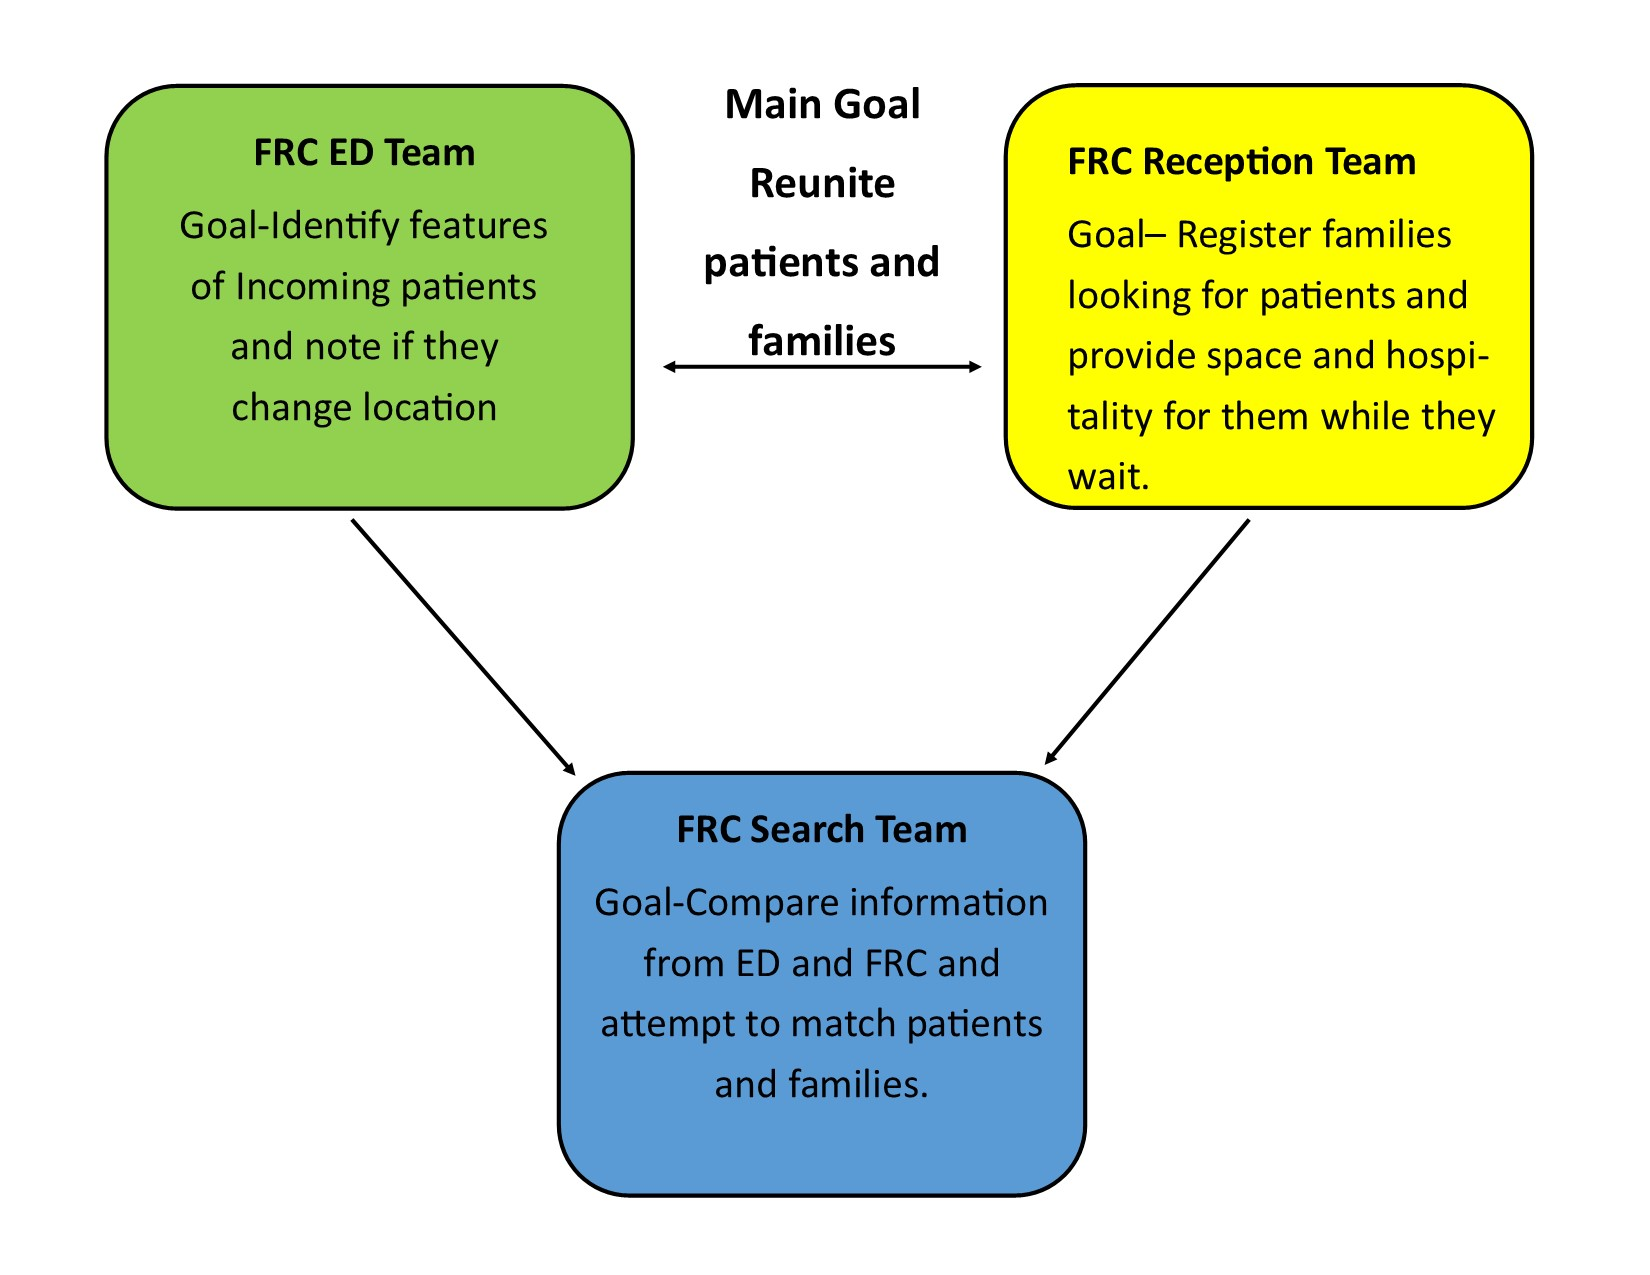 FRC ED Team
Goal-Identify features
of Incoming patients
and note if they
change location
Main Goal
Reunite
patients and
families
FRC Reception Team
Goal– Register families
looking for patients and
provide space and hospi-
tality for them while they
wait.
FRC Search Team
Goal-Compare information
from ED and FRC and
attempt to match patients
and families.